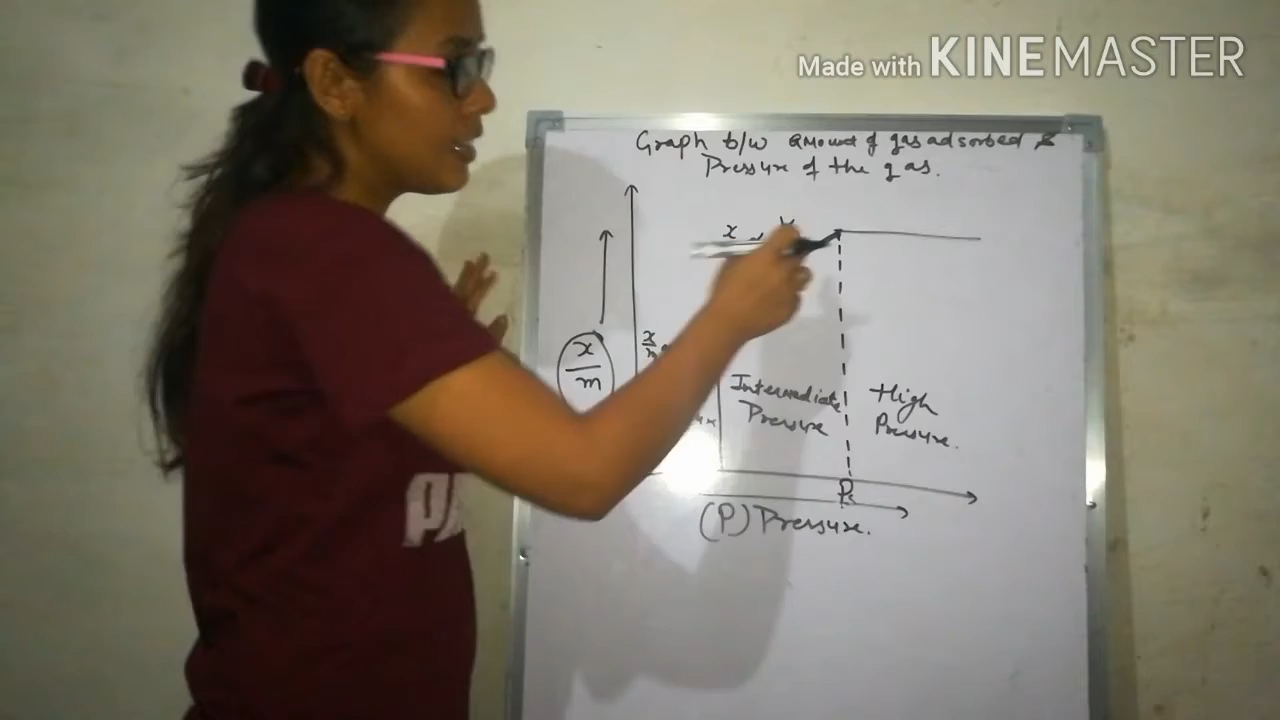 Made with KINEMASTER
Graph b/w amount of gas adsorbed &
Pressure of the gas.
x
x
m
x
m
Intermediate
Pressure
High
Pressure.
(P) Pressure.